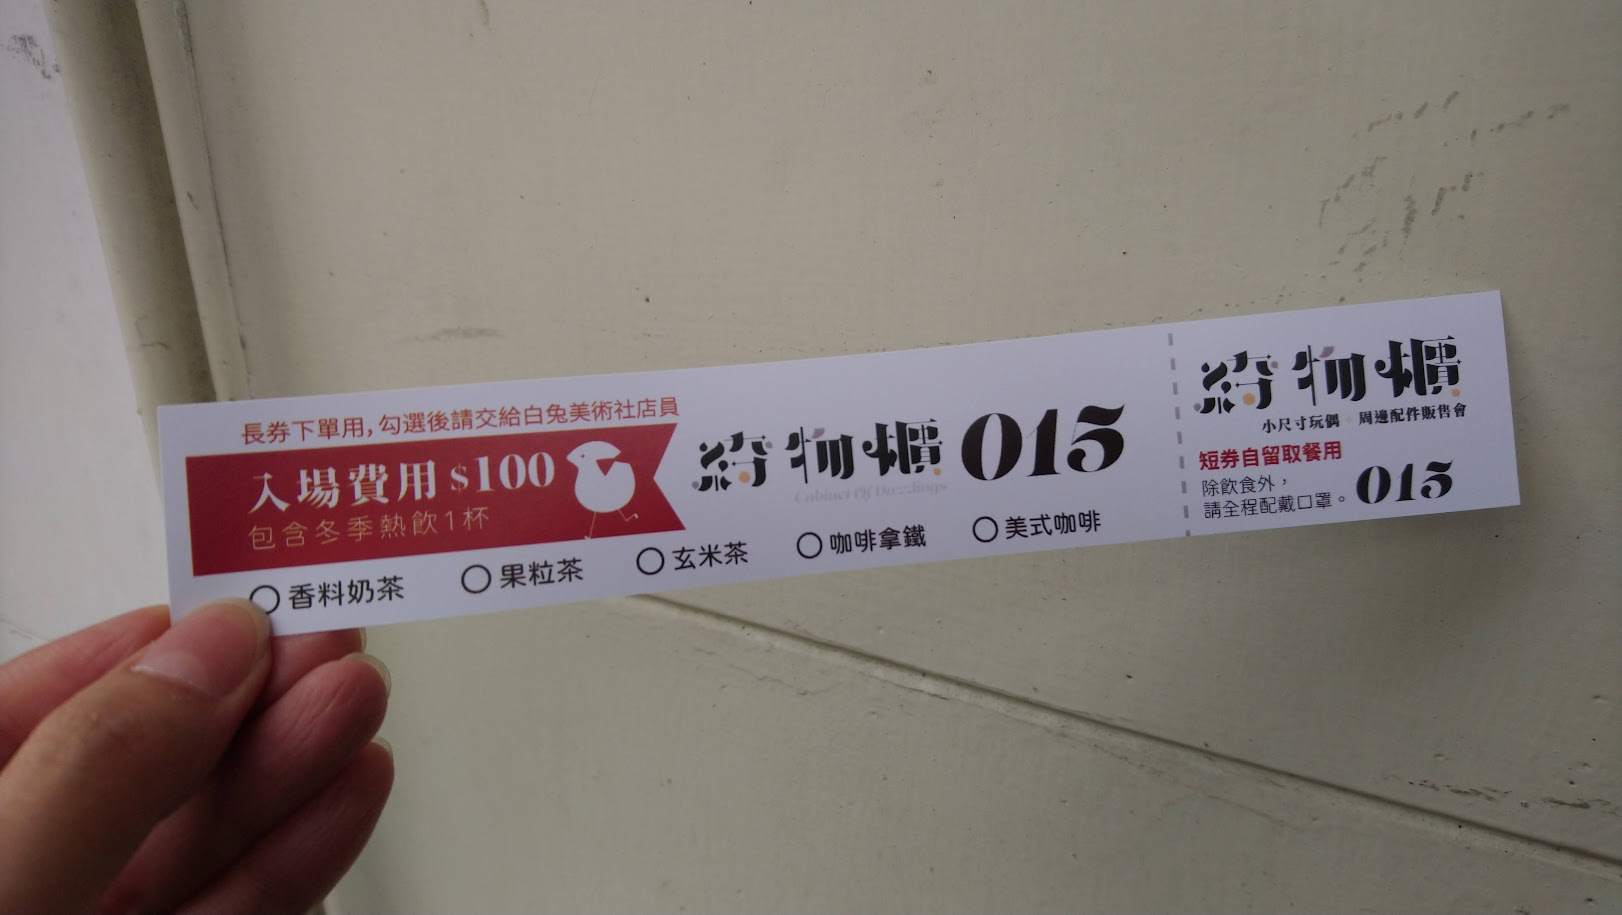 長券下單用,勾選後請交給白兔美術社店員
入場費用 $100
包含冬季熱飲1杯
物櫃 015
Cabinet Of Dazzlings
○香料奶茶 ○果粒茶 ○玄米茶 ○咖啡拿鐵 ○美式咖啡
物櫃
小尺寸玩偶 周邊配件販售會
短券自留取餐用
除飲食外，
請全程配戴口罩。
015